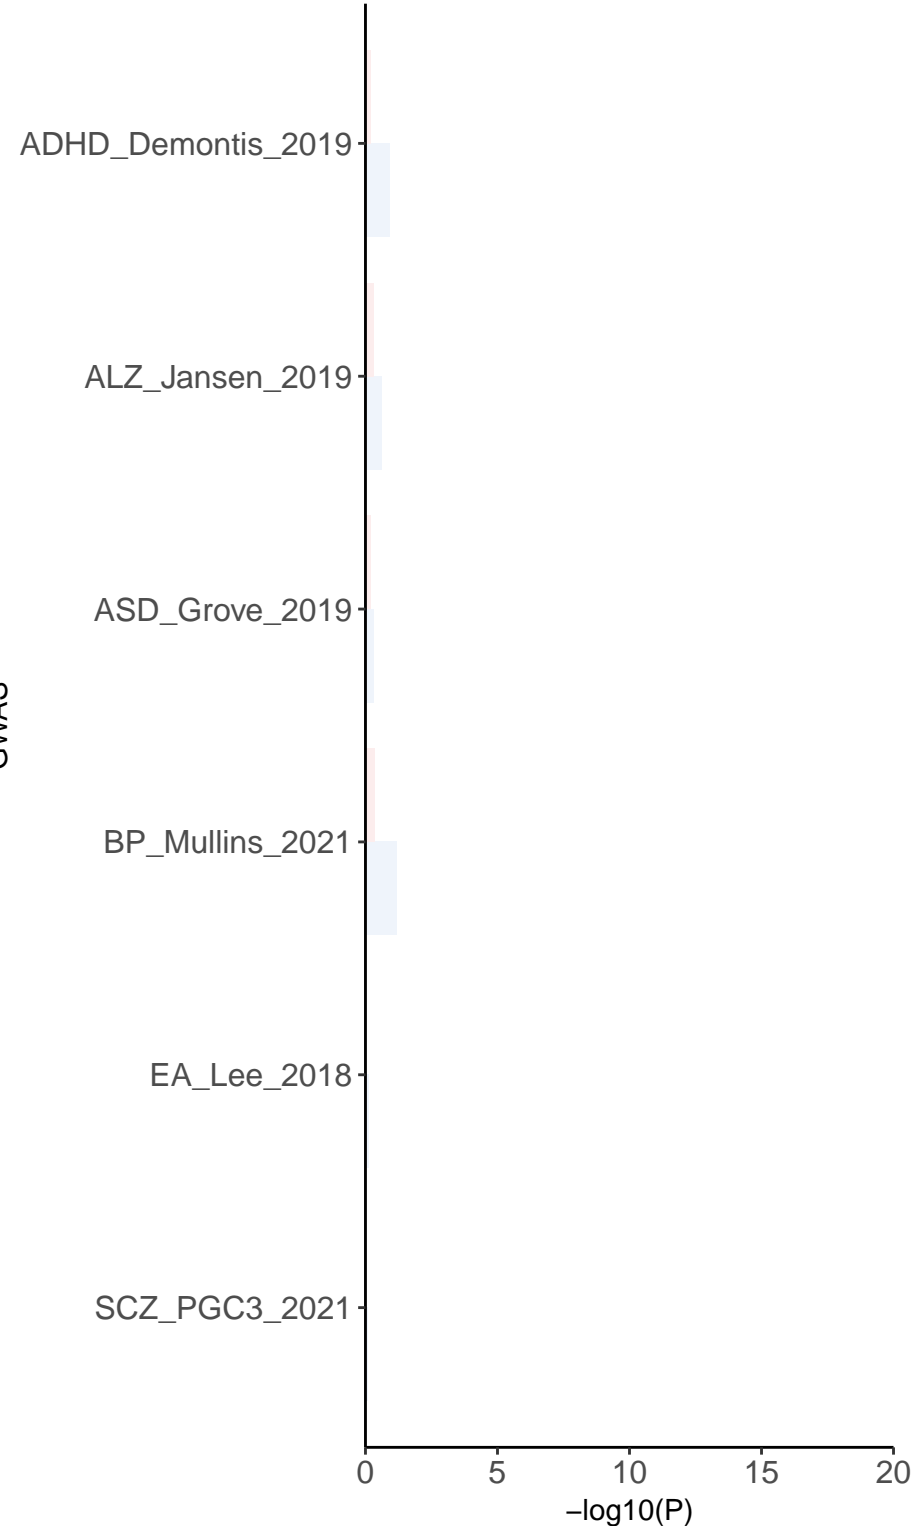 ADHD_Demontis_2019
ALZ_Jansen_2019
ASD_Grove_2019
BP_Mullins_2021
EA_Lee_2018
SCZ_PGC3_2021
0 5 10 15 20
−log10(P)